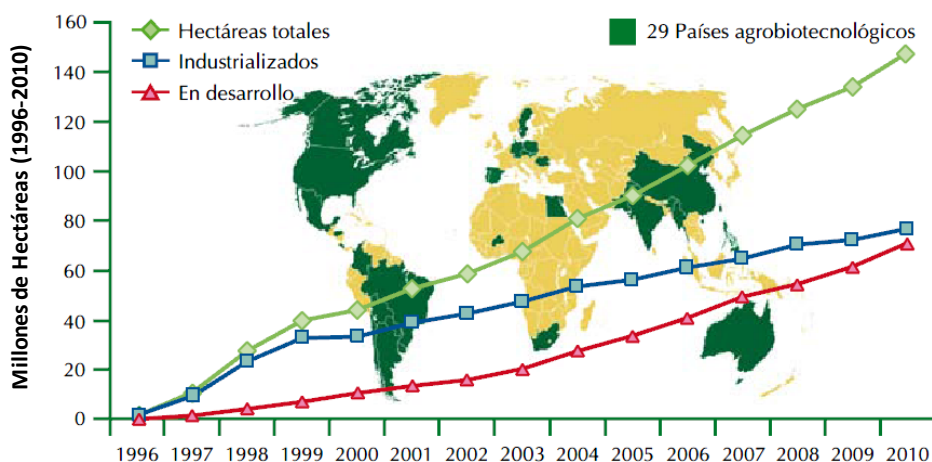 160
140
120
100
80
60
40
20
0
Millones de Hectáreas (1996-2010)
Hectáreas totales
Industrializados
En desarrollo
29 Países agrobiotecnológicos
1996 1997 1998 1999 2000 2001 2002 2003 2004 2005 2006 2007 2008 2009 2010